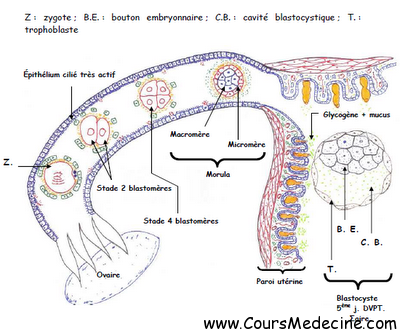 Z : zygote ; B.E. : bouton embryonnaire ; C.B. : cavité blastocystique ; T. :
trophoblaste
Épithélium cilié très actif
Glycogène + mucus
Macromère
Micromère
Z.
Stade 2 blastomères
Morula
Stade 4 blastomères
B. E.
C. B.
Ovaire
Paroi utérine
T.
Blastocyste
5ème j. DVPT.
www.CoursMedecine.com